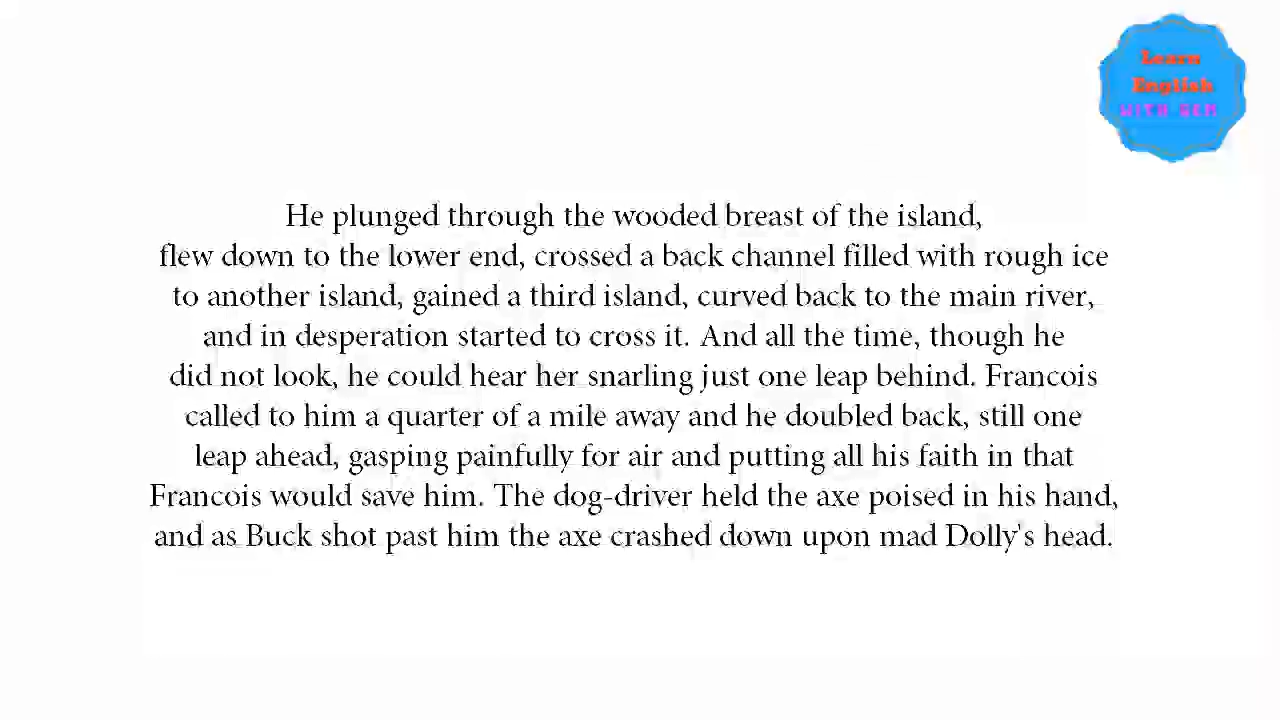 Learn
English
WITH GEM
He plunged through the wooded breast of the island,
flew down to the lower end, crossed a back channel filled with rough ice
to another island, gained a third island, curved back to the main river,
and in desperation started to cross it. And all the time, though he
did not look, he could hear her snarling just one leap behind. Francois
called to him a quarter of a mile away and he doubled back, still one
leap ahead, gasping painfully for air and putting all his faith in that
Francois would save him. The dog-driver held the axe poised in his hand,
and as Buck shot past him the axe crashed down upon mad Dolly's head.